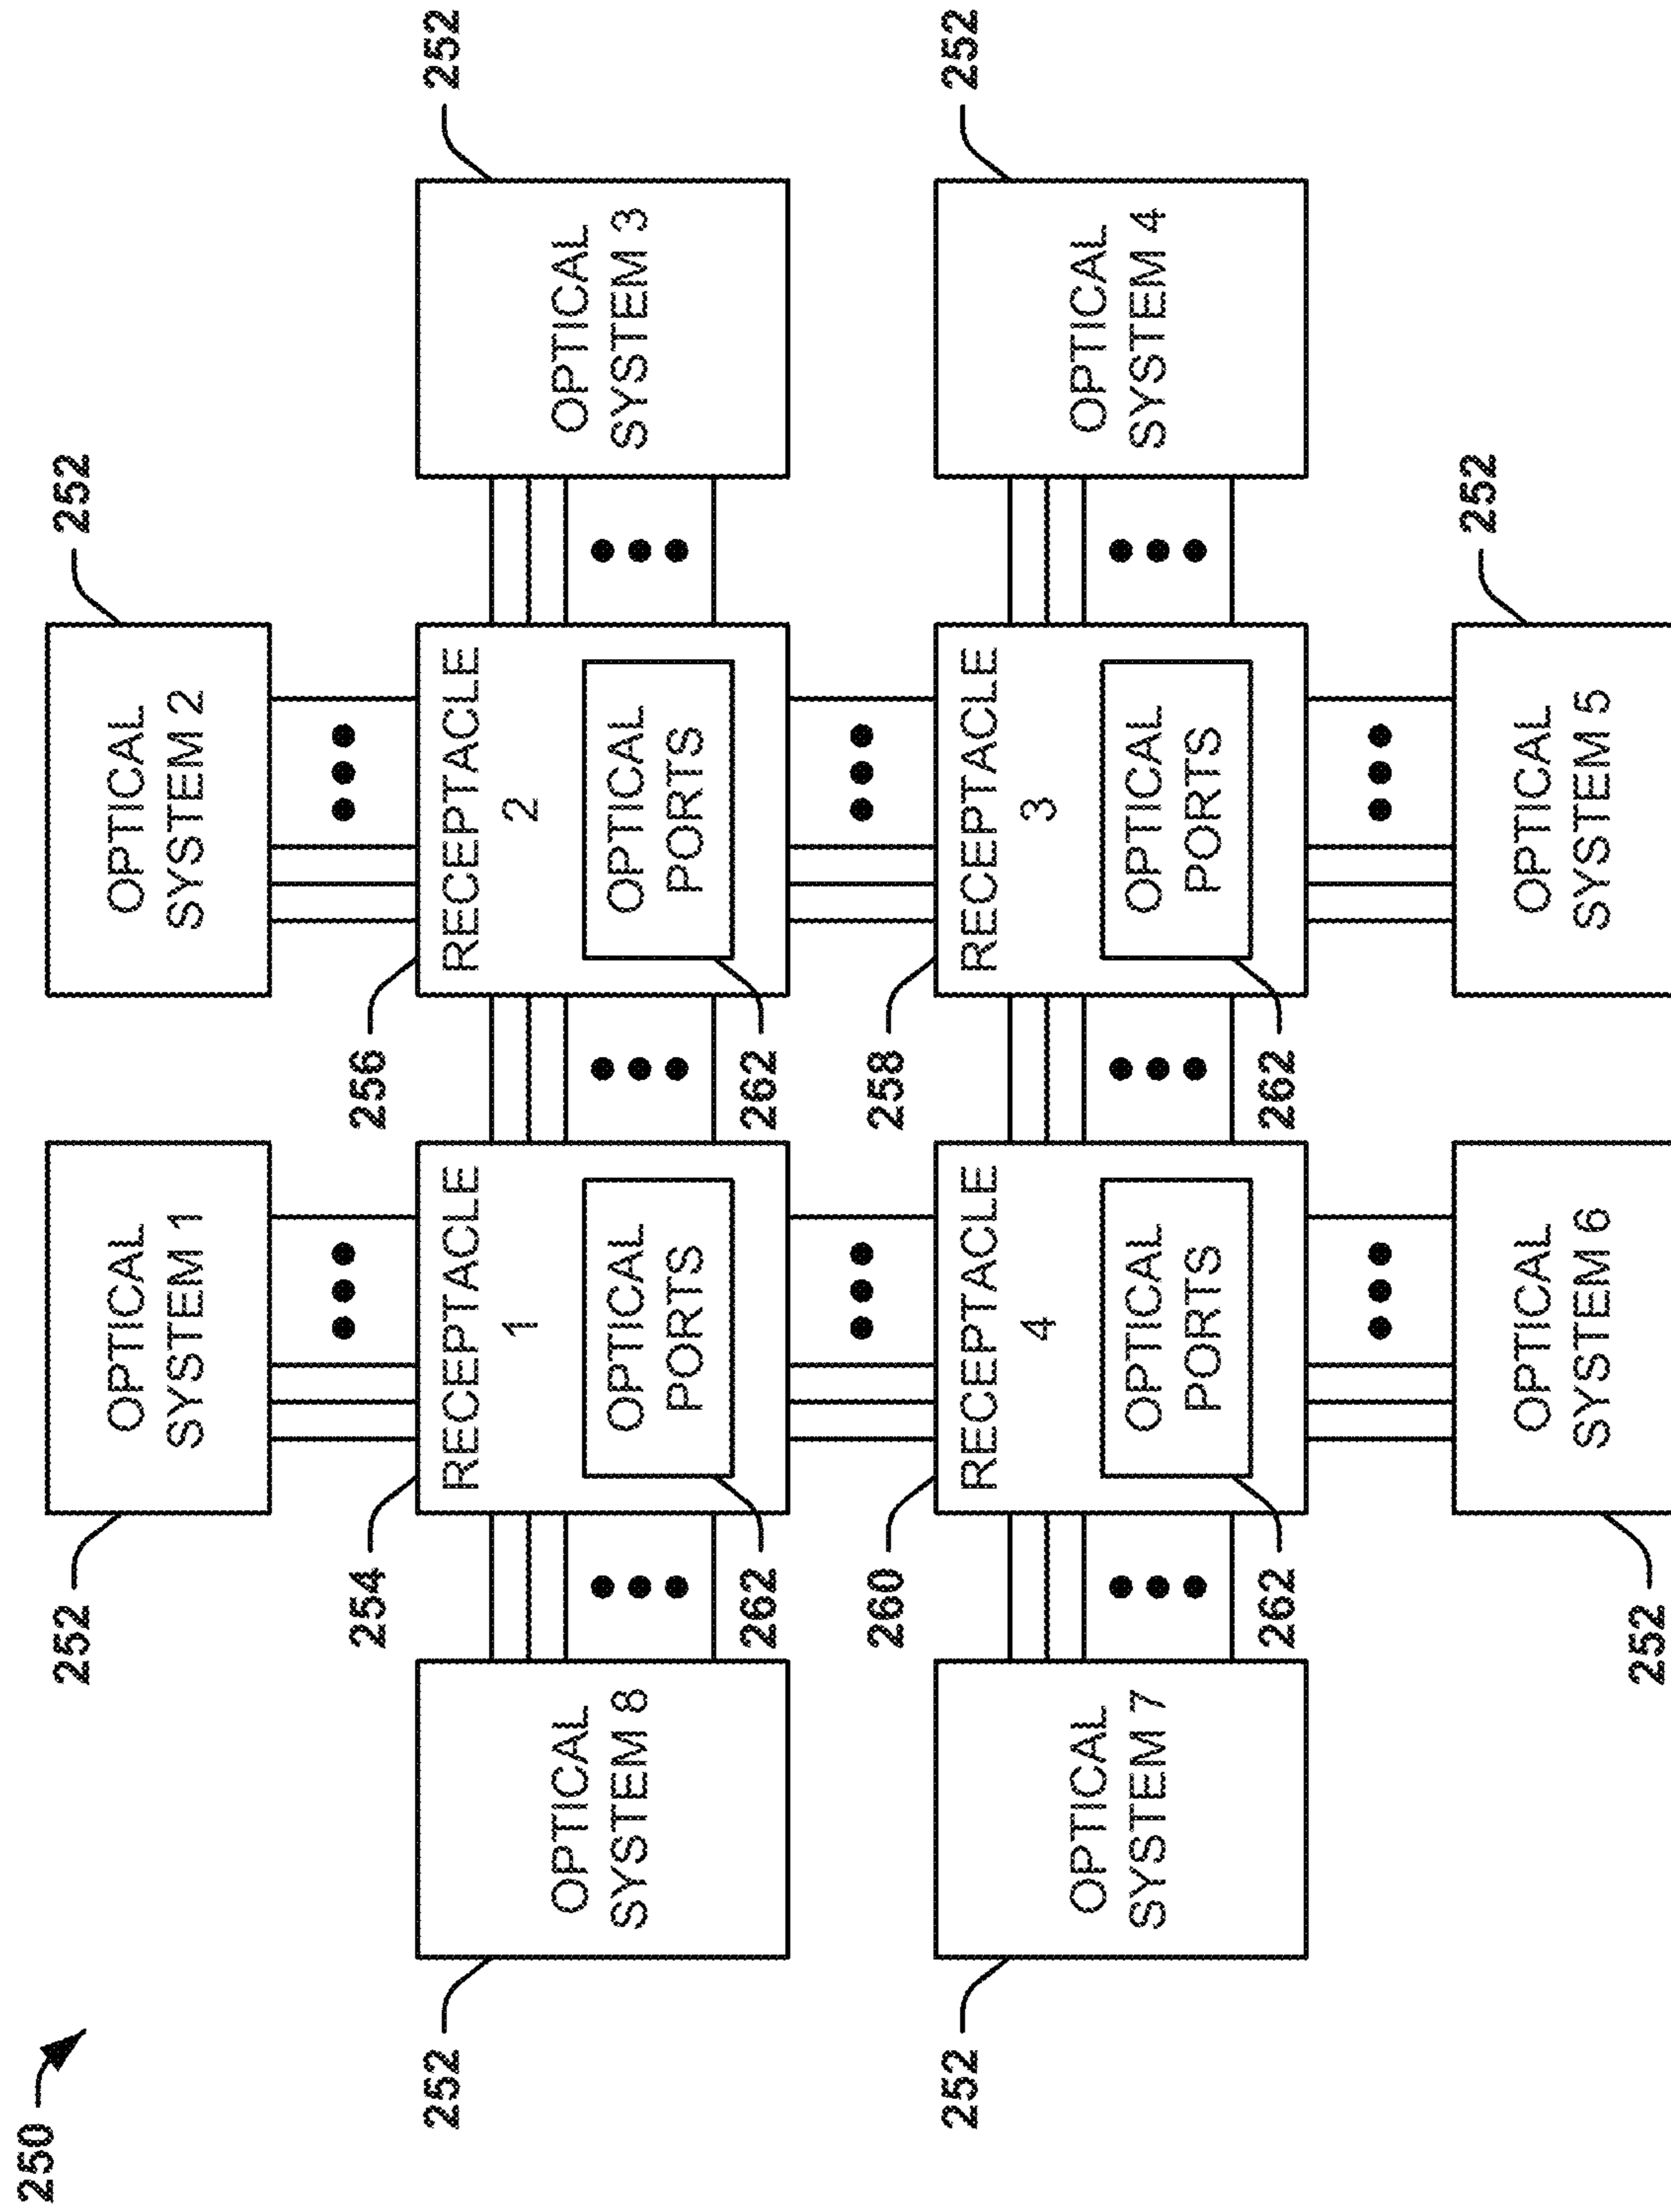 250
252
252
OPTICAL
SYSTEM 1
OPTICAL
SYSTEM 2
254
256
252
OPTICAL
SYSTEM 8
RECEPTACLE
1
OPTICAL
PORTS
262
RECEPTACLE
2
OPTICAL
PORTS
262
OPTICAL
SYSTEM 3
252
260
258
252
OPTICAL
SYSTEM 7
RECEPTACLE
4
OPTICAL
PORTS
262
RECEPTACLE
3
OPTICAL
PORTS
262
OPTICAL
SYSTEM 4
252
OPTICAL
SYSTEM 6
252
OPTICAL
SYSTEM 5
252